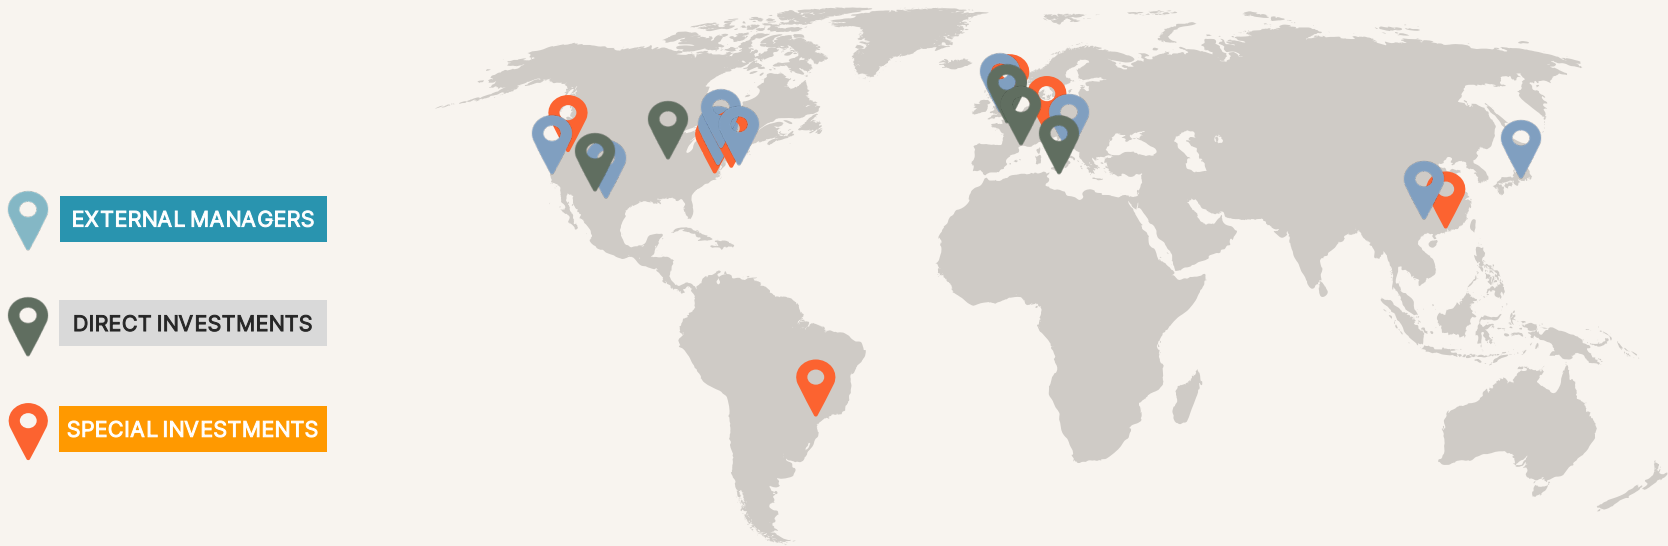 EXTERNAL MANAGERS
DIRECT INVESTMENTS
SPECIAL INVESTMENTS